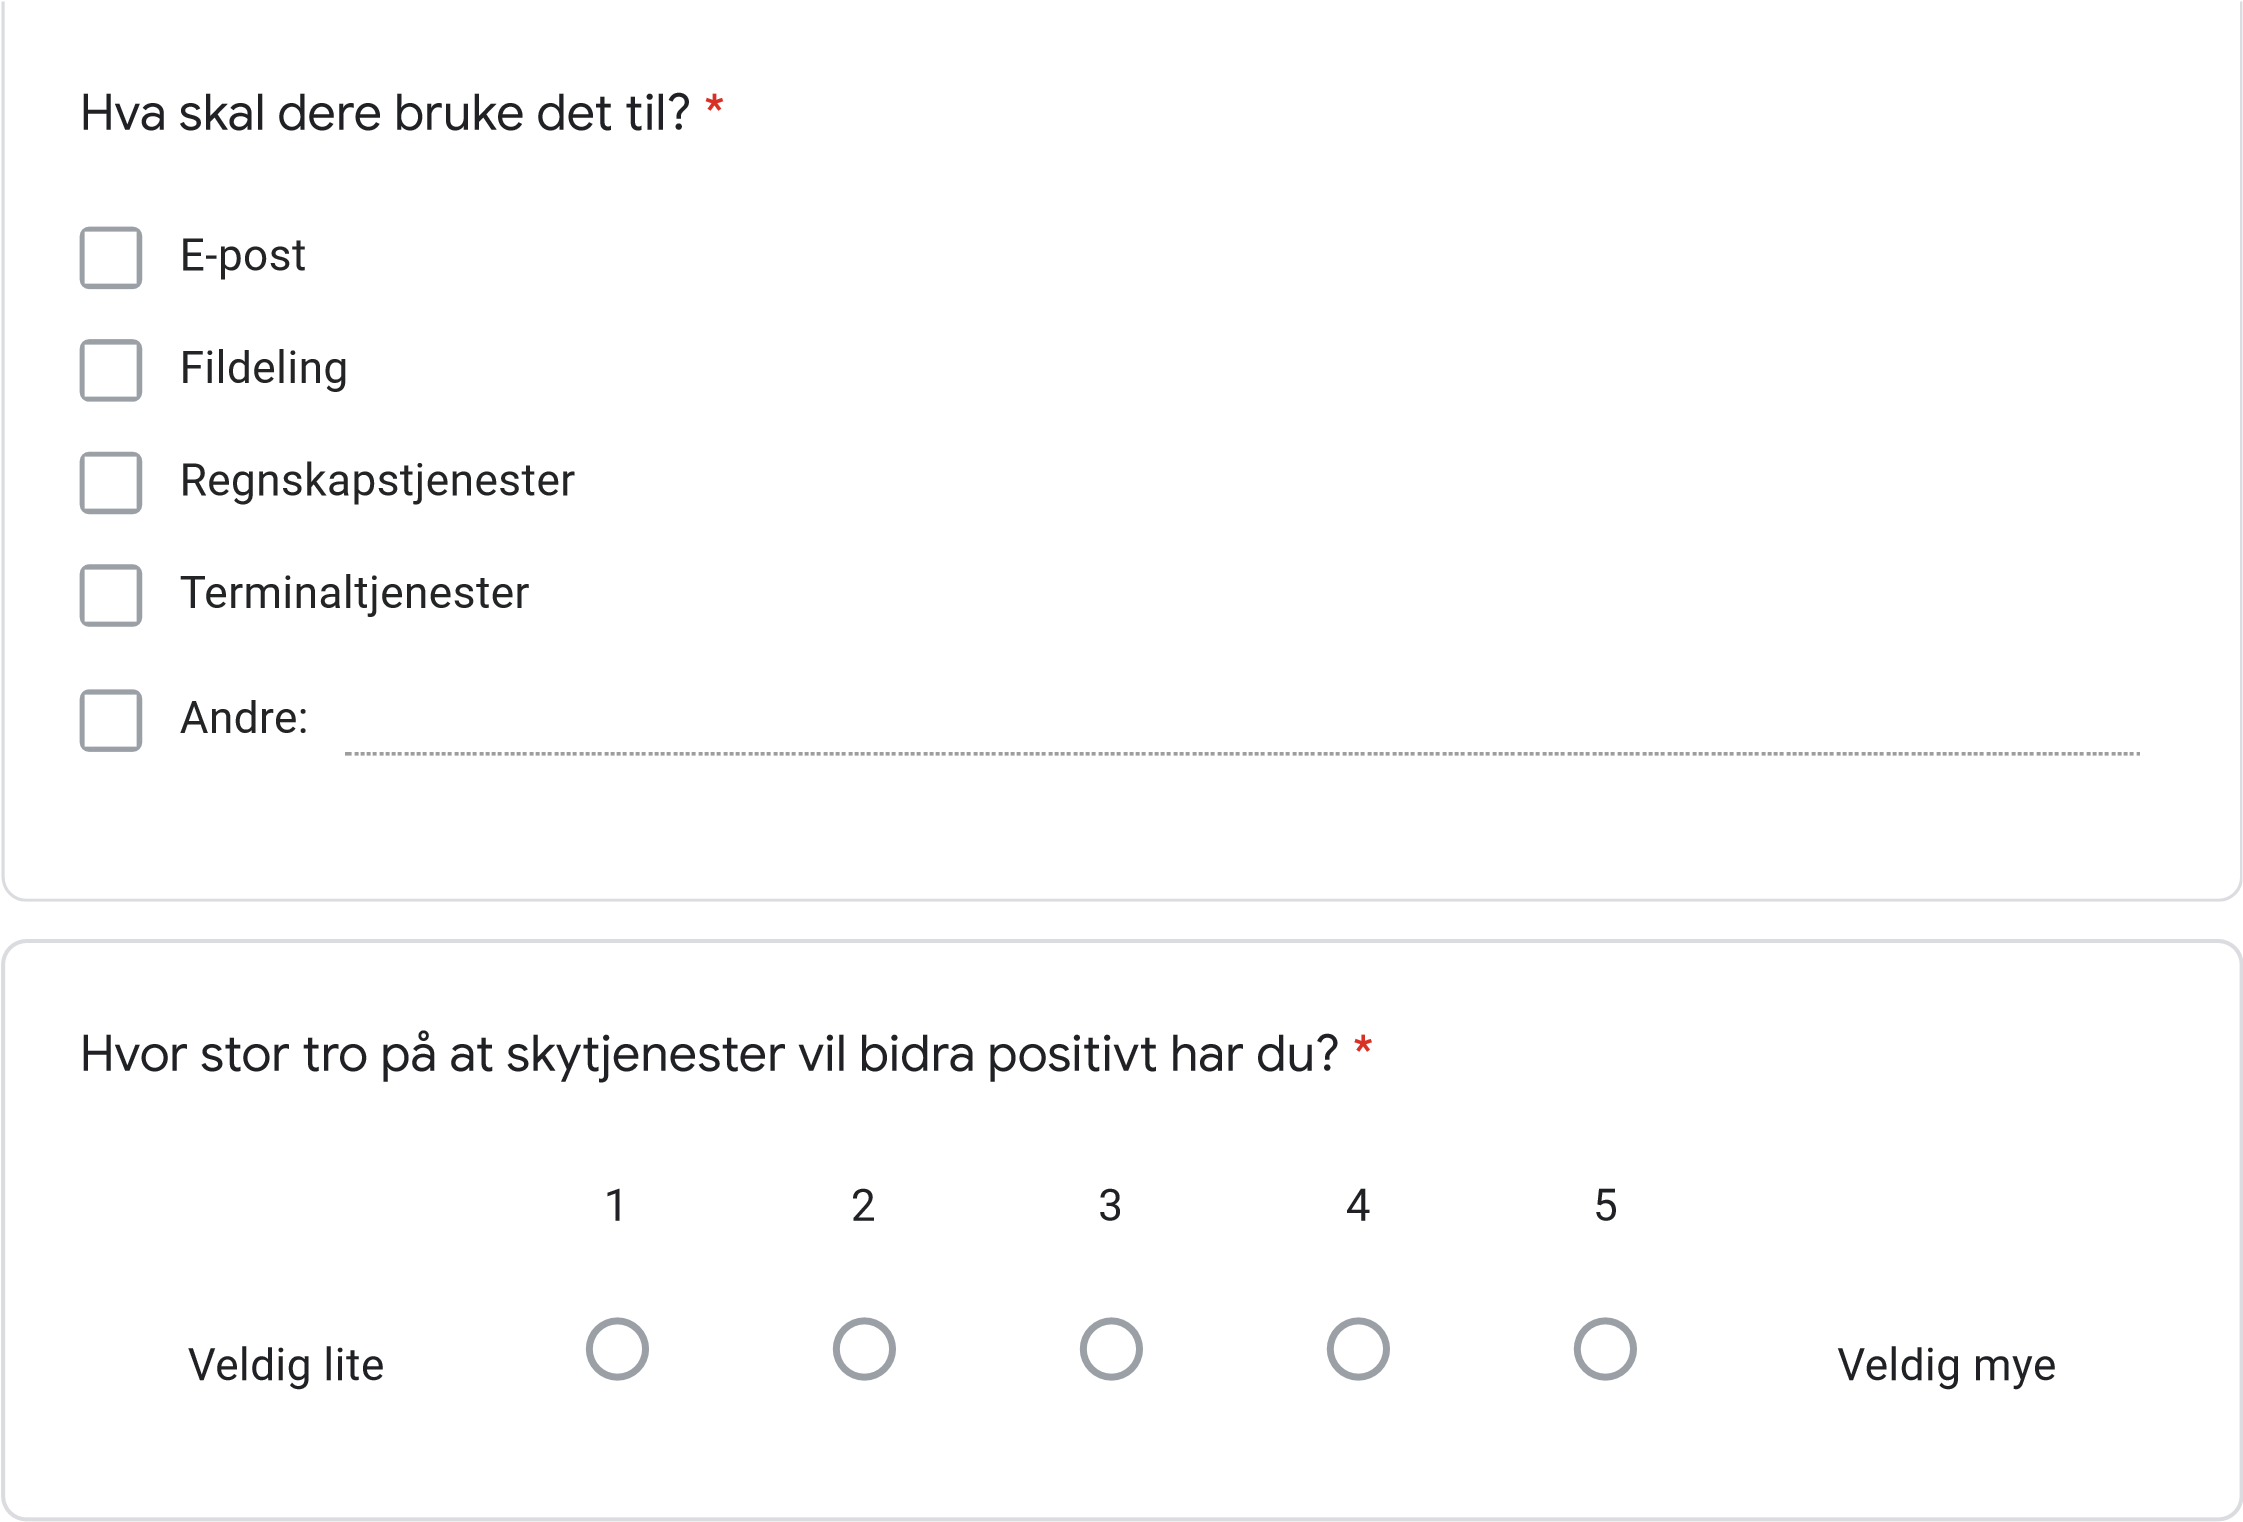 Hva skal dere bruke det til? *
E-post
Fildeling
Regnskapstjenester
Terminaltjenester
Andre:
Hvor stor tro på at skytjenester vil bidra positivt har du? *
1 2 3 4 5
Veldig lite Veldig mye